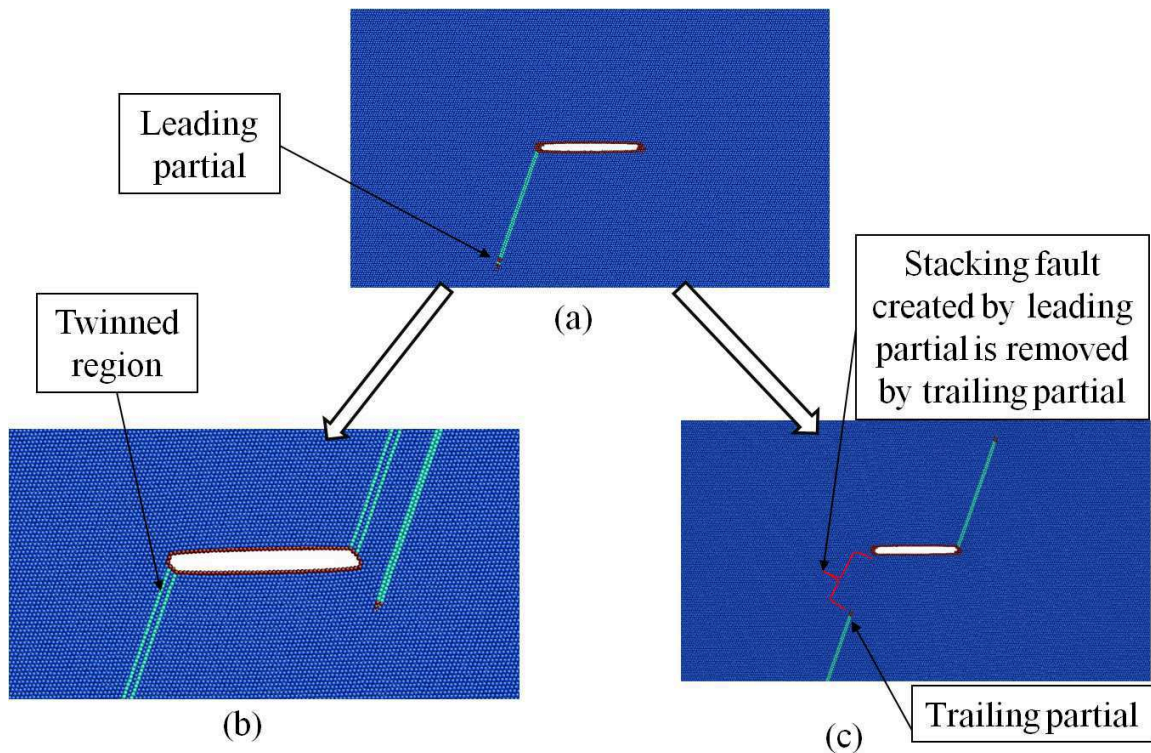 Leading
partial
(a)
Twinned
region
Stacking fault
created by leading
partial is removed
by trailing partial
(b)
(c)
Trailing partial